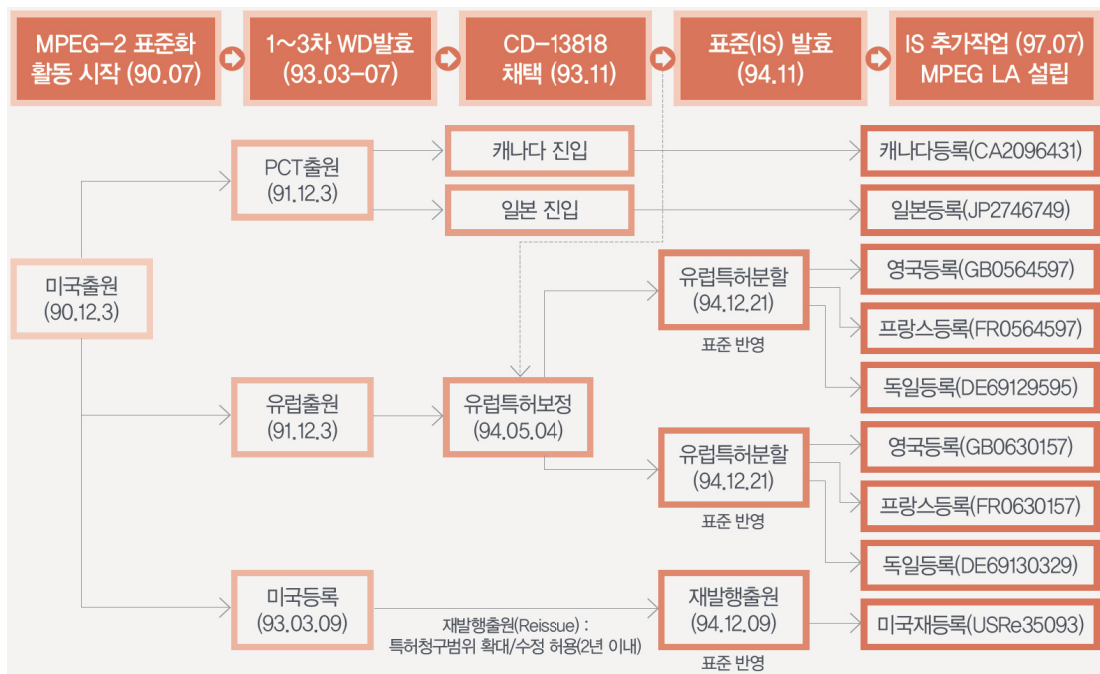 MPEG-2 표준화
활동 시작 (90.07)
1~3차 WD발효
(93.03-07)
CD-13818
채택 (93.11)
표준(IS) 발효
(94.11)
IS 추가작업 (97.07)
MPEG LA 설립
PCT출원
(91.12.3)
캐나다 진입
캐나다등록(CA2096431)
일본 진입
일본등록(JP2746749)
미국출원
(90.12.3)
유럽특허분할
(94.12.21)
표준 반영
영국등록(GB0564597)
프랑스등록(FR0564597)
독일등록(DE69129595)
유럽출원
(91.12.3)
유럽특허보정
(94.05.04)
유럽특허분할
(94.12.21)
표준 반영
영국등록(GB0630157)
프랑스등록(FR0630157)
독일등록(DE69130329)
미국등록
(93.03.09)
재발행출원(Reissue) :
특허청구범위 확대/수정 허용(2년 이내)
재발행출원
(94.12.09)
표준 반영
미국재등록(USRe35093)